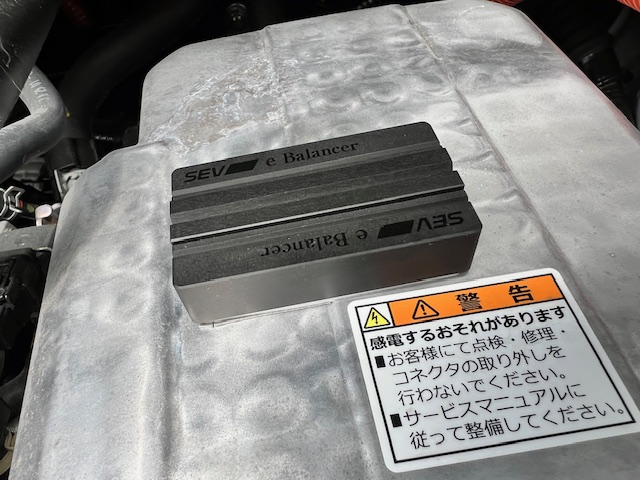 SEV e Balancer
SEV e Balancer
警告
感電するおそれがあります
■お客様にて点検・修理・
コネクタの取り外しを
行わないでください。
■サービスマニュアルに
従って整備してください。